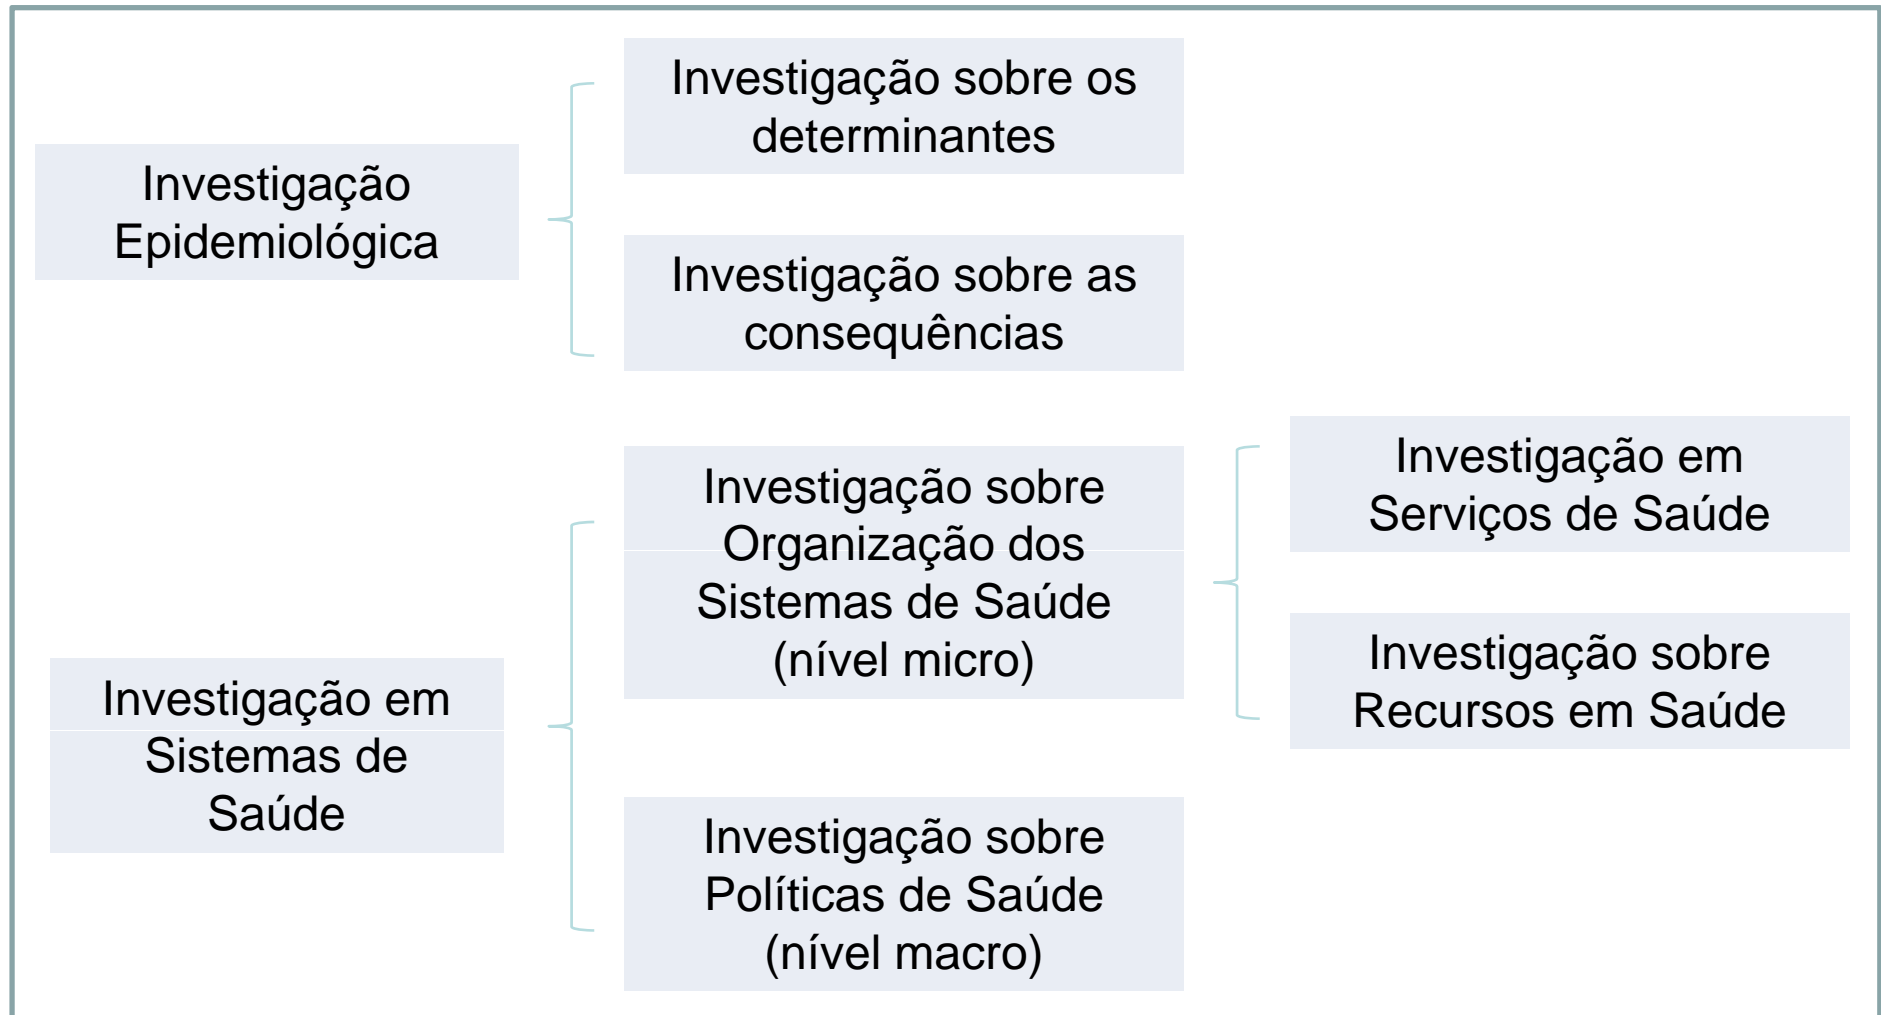 Investigação
Epidemiológica
Investigação sobre os
determinantes
Investigação sobre as
consequências
Investigação em
Sistemas de
Saúde
Investigação sobre
Organização dos
Sistemas de Saúde
(nível micro)
Investigação em
Serviços de Saúde
Investigação sobre
Recursos em Saúde
Investigação sobre
Políticas de Saúde
(nível macro)